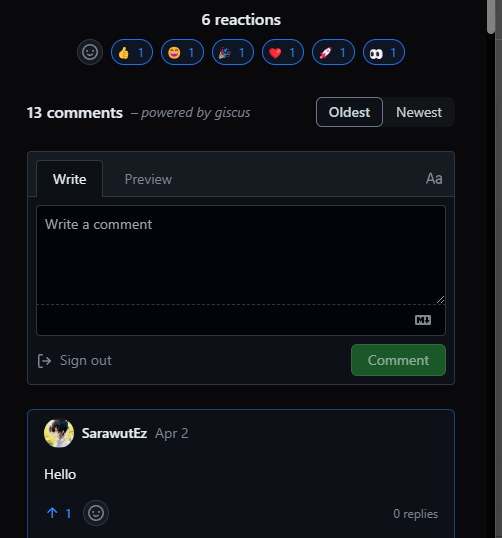 6 reactions
👍 1 😄 1 🎉 1 ❤️ 1 🚀 1 👀 1
13 comments – powered by giscus Oldest Newest
Write Preview Aa
Write a comment
M↓
Sign out Comment
SarawutEz Apr 2
Hello
↑ 1 0 replies